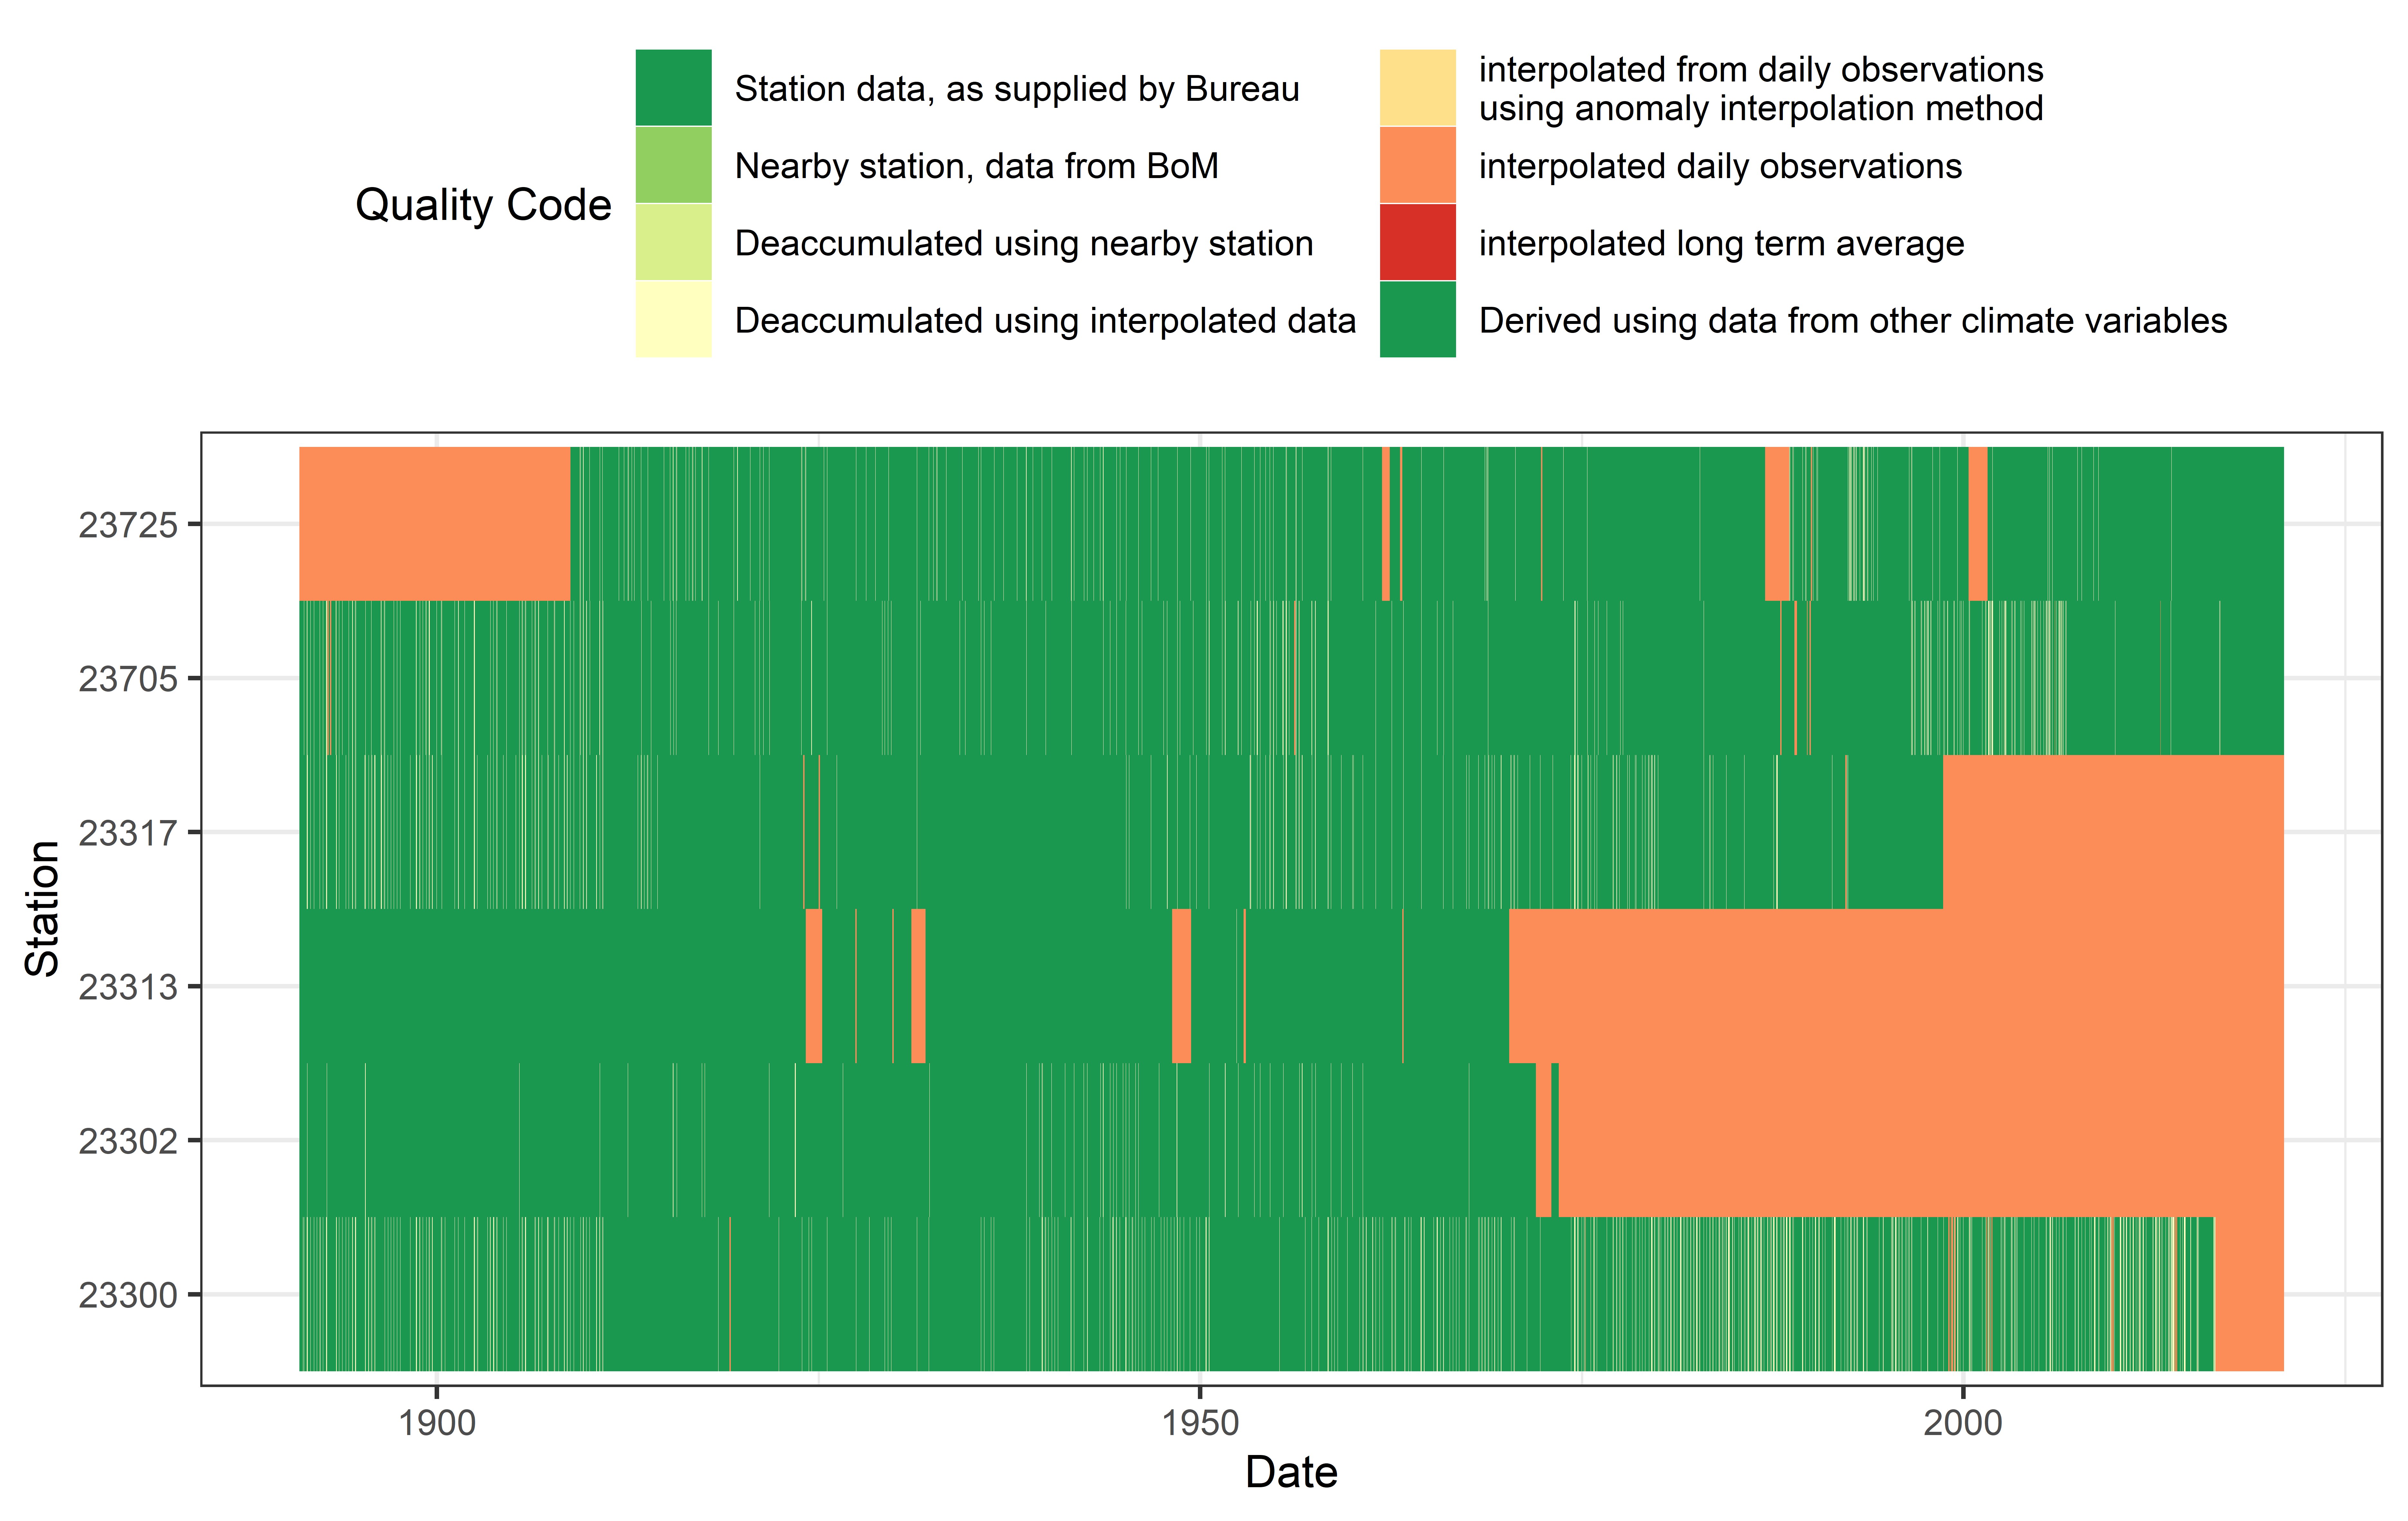 Quality Code
Station data, as supplied by Bureau
Nearby station, data from BoM
Deaccumulated using nearby station
Deaccumulated using interpolated data
interpolated from daily observations
using anomaly interpolation method
interpolated daily observations
interpolated long term average
Derived using data from other climate variables
Station
23725
23705
23317
23313
23302
23300
1900
1950
2000
Date